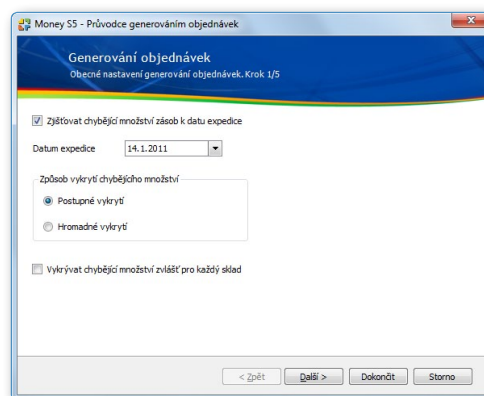 Money S5 - Průvodce generováním objednávek
Generování objednávek
Obecné nastavení generování objednávek. Krok 1/5
Zjišťovat chybějící množství zásob k datu expedice
Datum expedice 14.1.2011
Způsob vykrytí chybějícího množství
Postupné vykrytí
Hromadné vykrytí
Vykrývat chybějící množství zvlášť pro každý sklad
< Zpět Další > Dokončit Storno